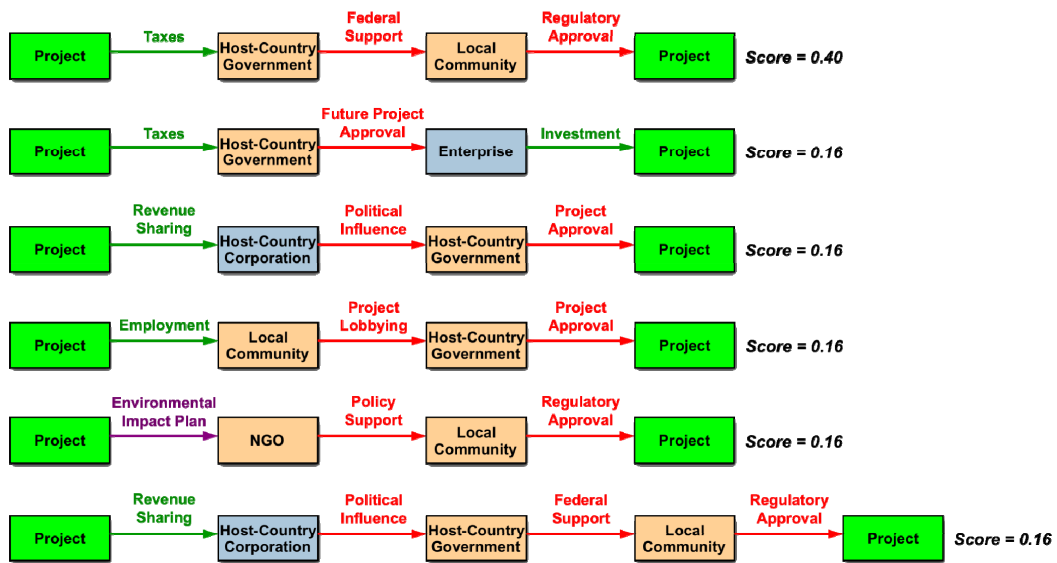 Federal
Support
Regulatory
Approval
Taxes
Project
Host-Country
Government
Local
Community
Project
Score = 0.40
Future Project
Approval
Taxes
Investment
Project
Host-Country
Government
Enterprise
Project
Score = 0.16
Revenue
Sharing
Political
Influence
Project
Approval
Project
Host-Country
Corporation
Host-Country
Government
Project
Score = 0.16
Employment
Project
Lobbying
Project
Approval
Project
Local
Community
Host-Country
Government
Project
Score = 0.16
Environmental
Impact Plan
Policy
Support
Regulatory
Approval
Project
NGO
Local
Community
Project
Score = 0.16
Revenue
Sharing
Political
Influence
Federal
Support
Regulatory
Approval
Project
Host-Country
Corporation
Host-Country
Government
Local
Community
Project
Score = 0.16